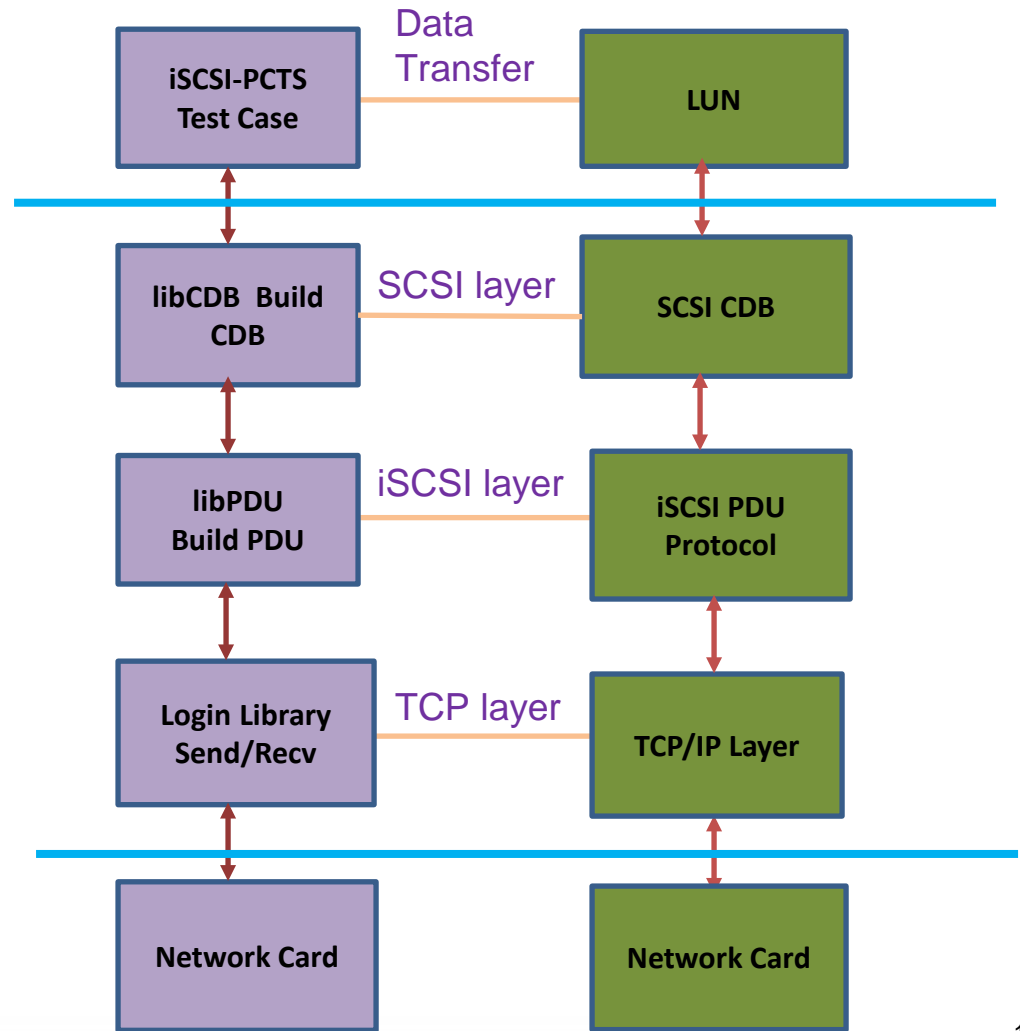 Data
Transfer
iSCSI-PCTS
Test Case
LUN
SCSI layer
libCDB Build
CDB
SCSI CDB
iSCSI layer
libPDU
Build PDU
iSCSI PDU
Protocol
TCP layer
Login Library
Send/Recv
TCP/IP Layer
Network Card
Network Card